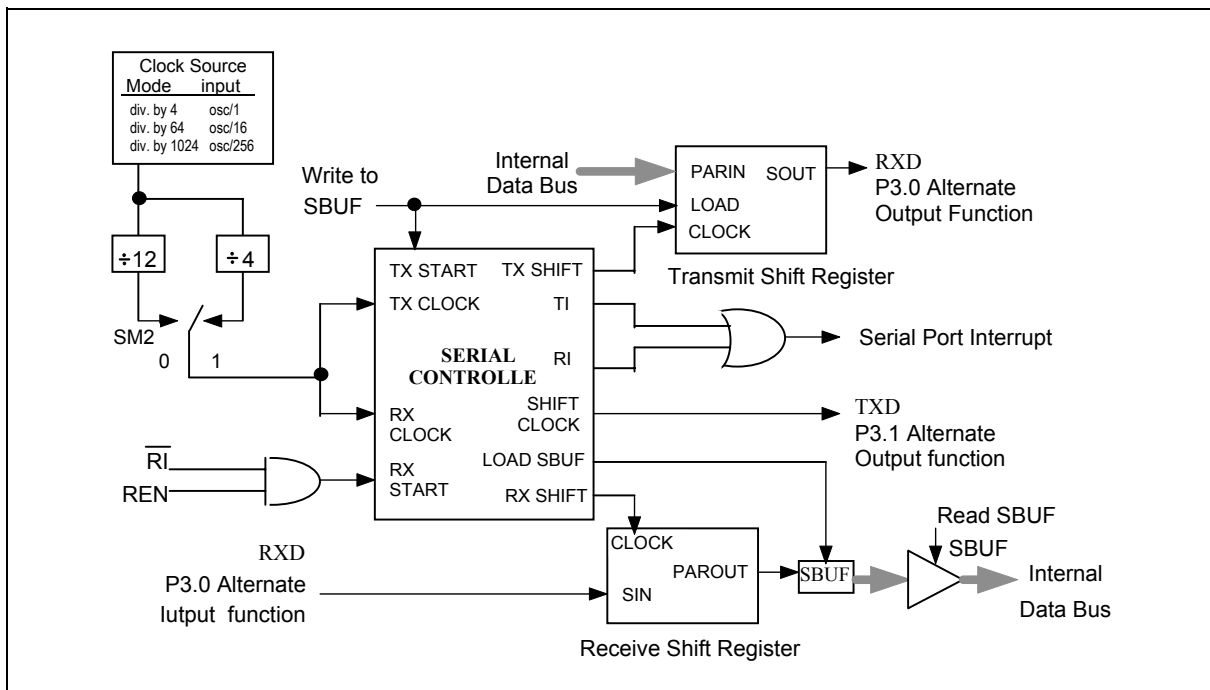 Clock Source
Mode input
div. by 4 osc/1
div. by 64 osc/16
div. by 1024 osc/256
÷12
÷4
SM2
0 1
Write to
SBUF
Internal
Data Bus
PARIN
SOUT
LOAD
CLOCK
Transmit Shift Register
RXD
P3.0 Alternate
Output Function
TX START
TX SHIFT
TX CLOCK
TI
SERIAL
CONTROLLE
RI
RX
CLOCK
SHIFT
CLOCK
LOAD SBUF
RX
START
RX SHIFT
Serial Port Interrupt
TXD
P3.1 Alternate
Output function
R̅I̅
REN
RXD
P3.0 Alternate
Iutput function
CLOCK
PAROUT
SIN
Receive Shift Register
SBUF
Read SBUF
SBUF
Internal
Data Bus